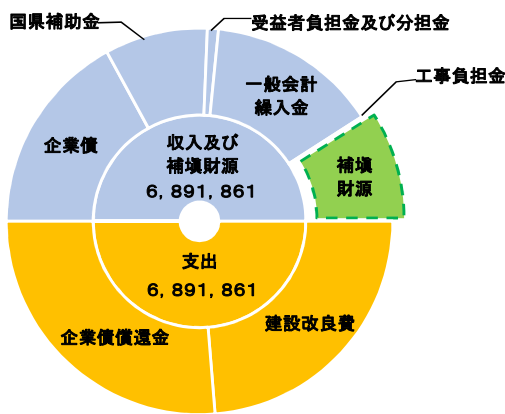 国県補助金
受益者負担金及び分担金
一般会計
繰入金
工事負担金
企業債
収入及び
補塡財源
6,891,861
補塡
財源
支出
6,891,861
企業債償還金
建設改良費